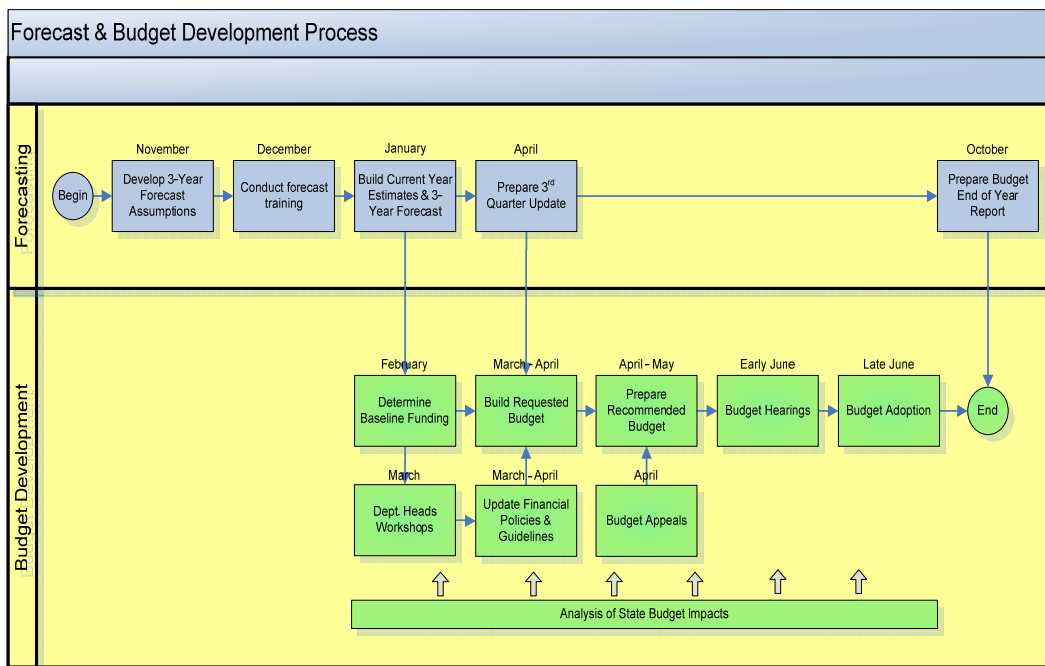 Forecast & Budget Development Process
Forecasting
November
December
January
April
October
Begin
Develop 3-Year
Forecast
Assumptions
Conduct forecast
training
Build Current Year
Estimates & 3-
Year Forecast
Prepare 3rd
Quarter Update
Prepare Budget
End of Year
Report
Budget Development
February
March - April
April - May
Early June
Late June
Determine
Baseline Funding
Build Requested
Budget
Prepare
Recommended
Budget
Budget Hearings
Budget Adoption
End
March
March - April
April
Dept. Heads
Workshops
Update Financial
Policies &
Guidelines
Budget Appeals
Analysis of State Budget Impacts